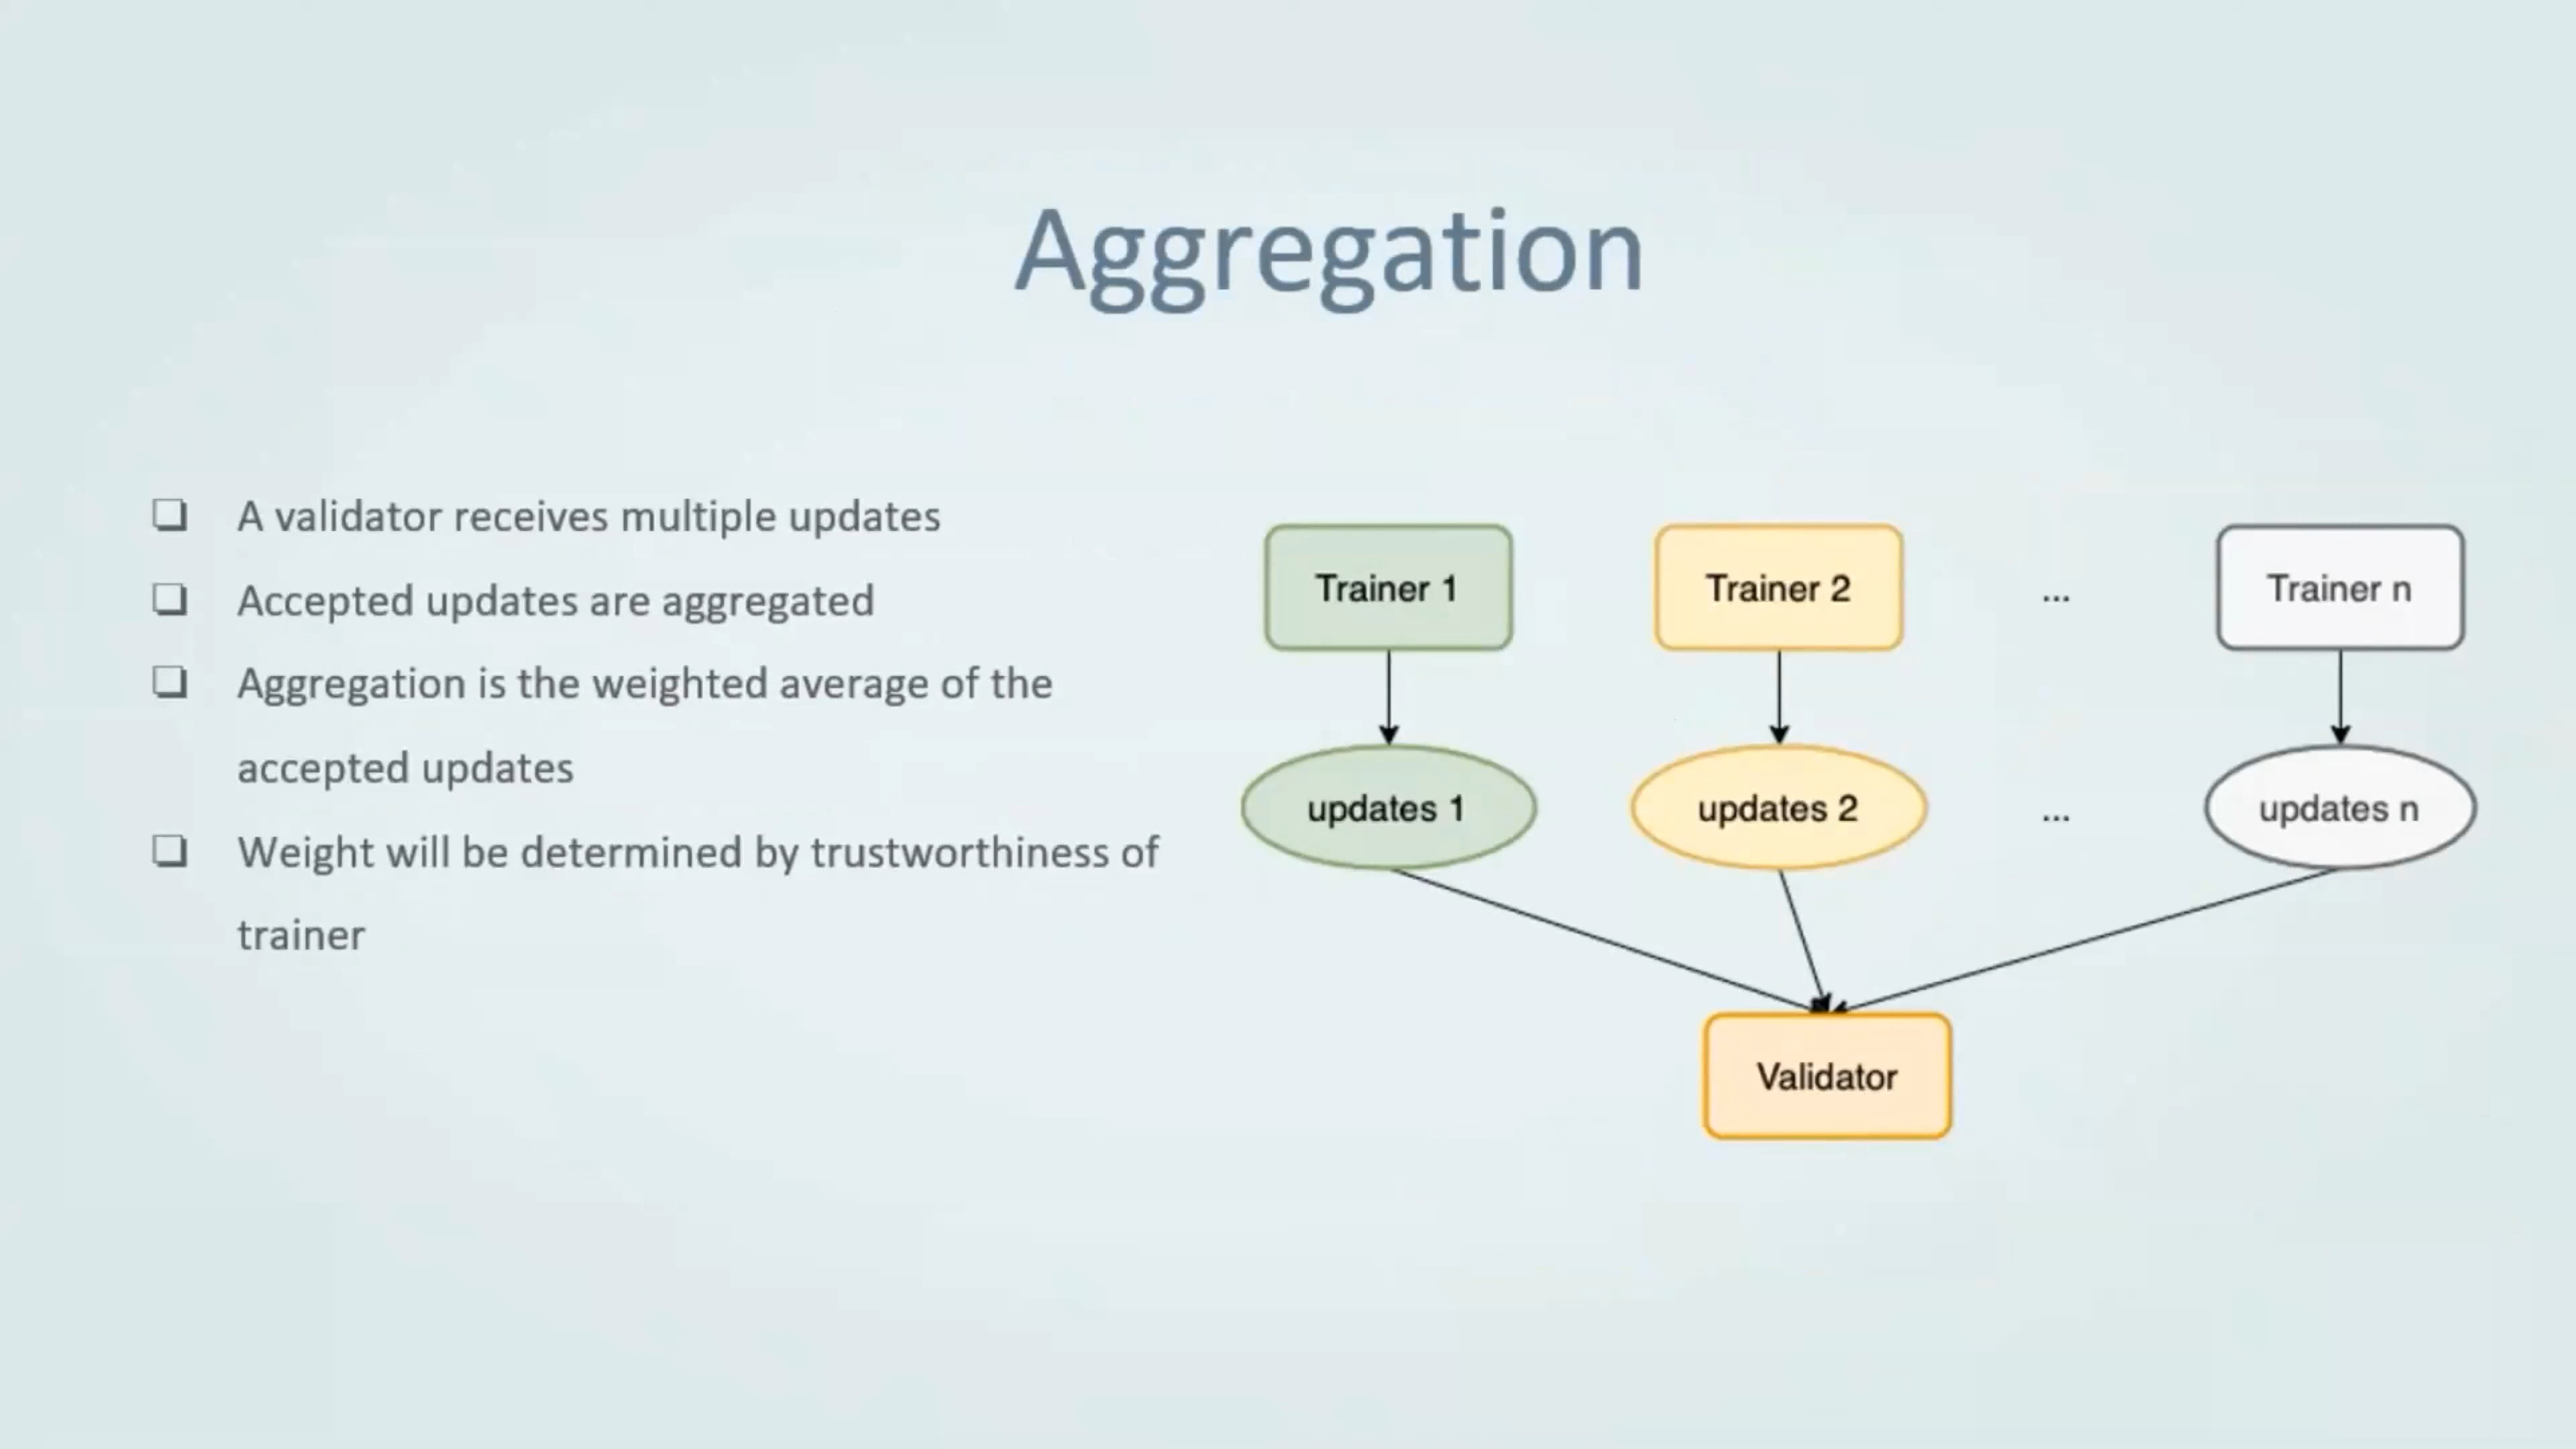 Aggregation
❑ A validator receives multiple updates
❑ Accepted updates are aggregated
❑ Aggregation is the weighted average of the
accepted updates
❑ Weight will be determined by trustworthiness of
trainer
Trainer 1
Trainer 2
...
Trainer n
updates 1
updates 2
...
updates n
Validator